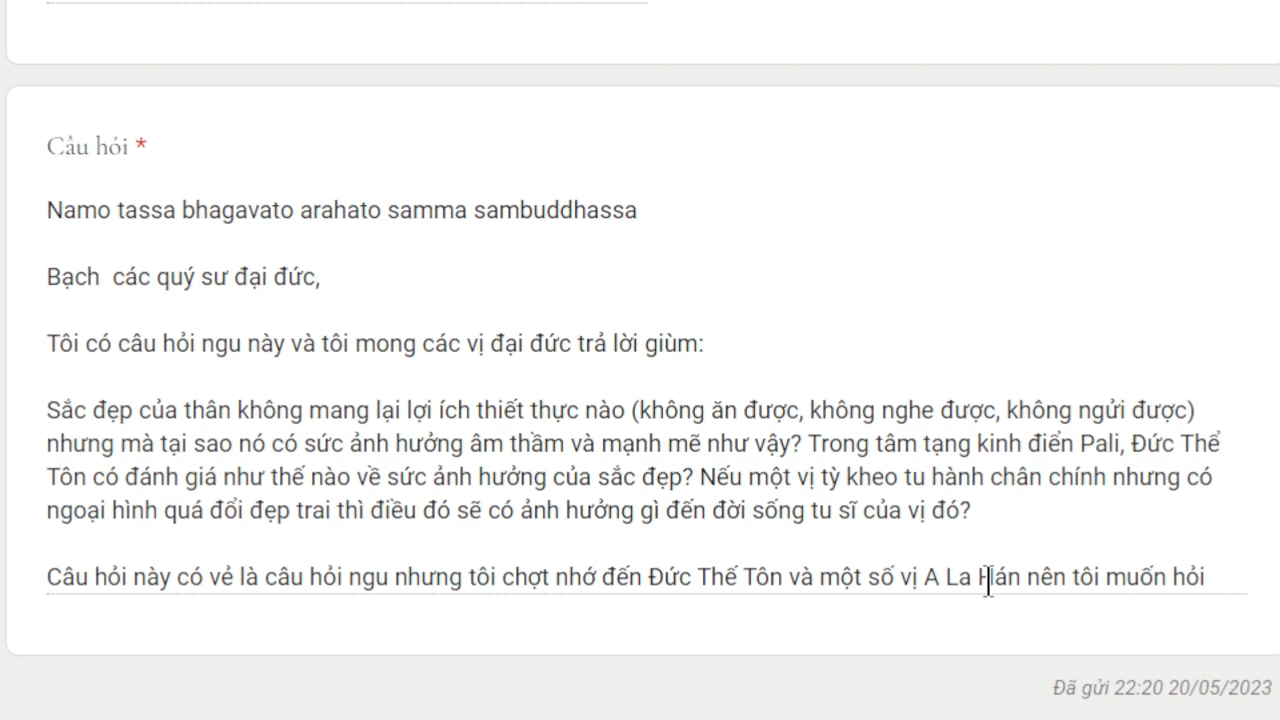 Câu hỏi *
Namo tassa bhagavato arahato samma sambuddhassa
Bạch  các quý sư đại đức,
Tôi có câu hỏi ngu này và tôi mong các vị đại đức trả lời giùm:
Sắc đẹp của thân không mang lại lợi ích thiết thực nào (không ăn được, không nghe được, không ngửi được)
nhưng mà tại sao nó có sức ảnh hưởng âm thầm và mạnh mẽ như vậy? Trong tâm tạng kinh điển Pali, Đức Thế
Tôn có đánh giá như thế nào về sức ảnh hưởng của sắc đẹp? Nếu một vị tỳ kheo tu hành chân chính nhưng có
ngoại hình quá đổi đẹp trai thì điều đó sẽ có ảnh hưởng gì đến đời sống tu sĩ của vị đó?
Câu hỏi này có vẻ là câu hỏi ngu nhưng tôi chợt nhớ đến Đức Thế Tôn và một số vị A La Hán nên tôi muốn hỏi
Đã gửi 22:20 20/05/2023